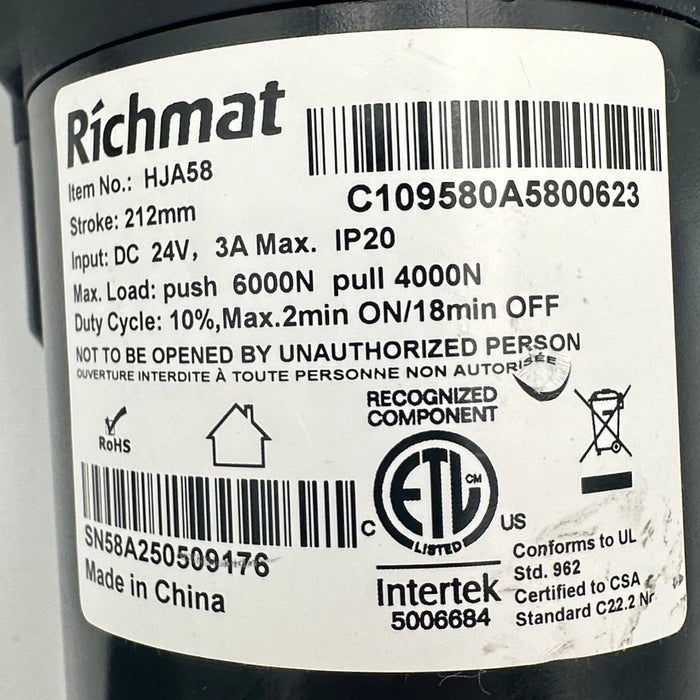 Richmat
Item No.: HJA58
Stroke: 212mm
C109580A5800623
Input: DC 24V, 3A Max. IP20
Max. Load: push 6000N pull 4000N
Duty Cycle: 10%,Max.2min ON/18min OFF
NOT TO BE OPENED BY UNAUTHORIZED PERSON
OUVERTURE INTERDITE À TOUTE PERSONNE NON AUTORISÉE
RECOGNIZED
COMPONENT
RoHS
ETL CM
LISTED
C US
SN58A250509176
Made in China
Intertek
5006684
Conforms to UL
Std. 962
Certified to CSA
Standard C22.2